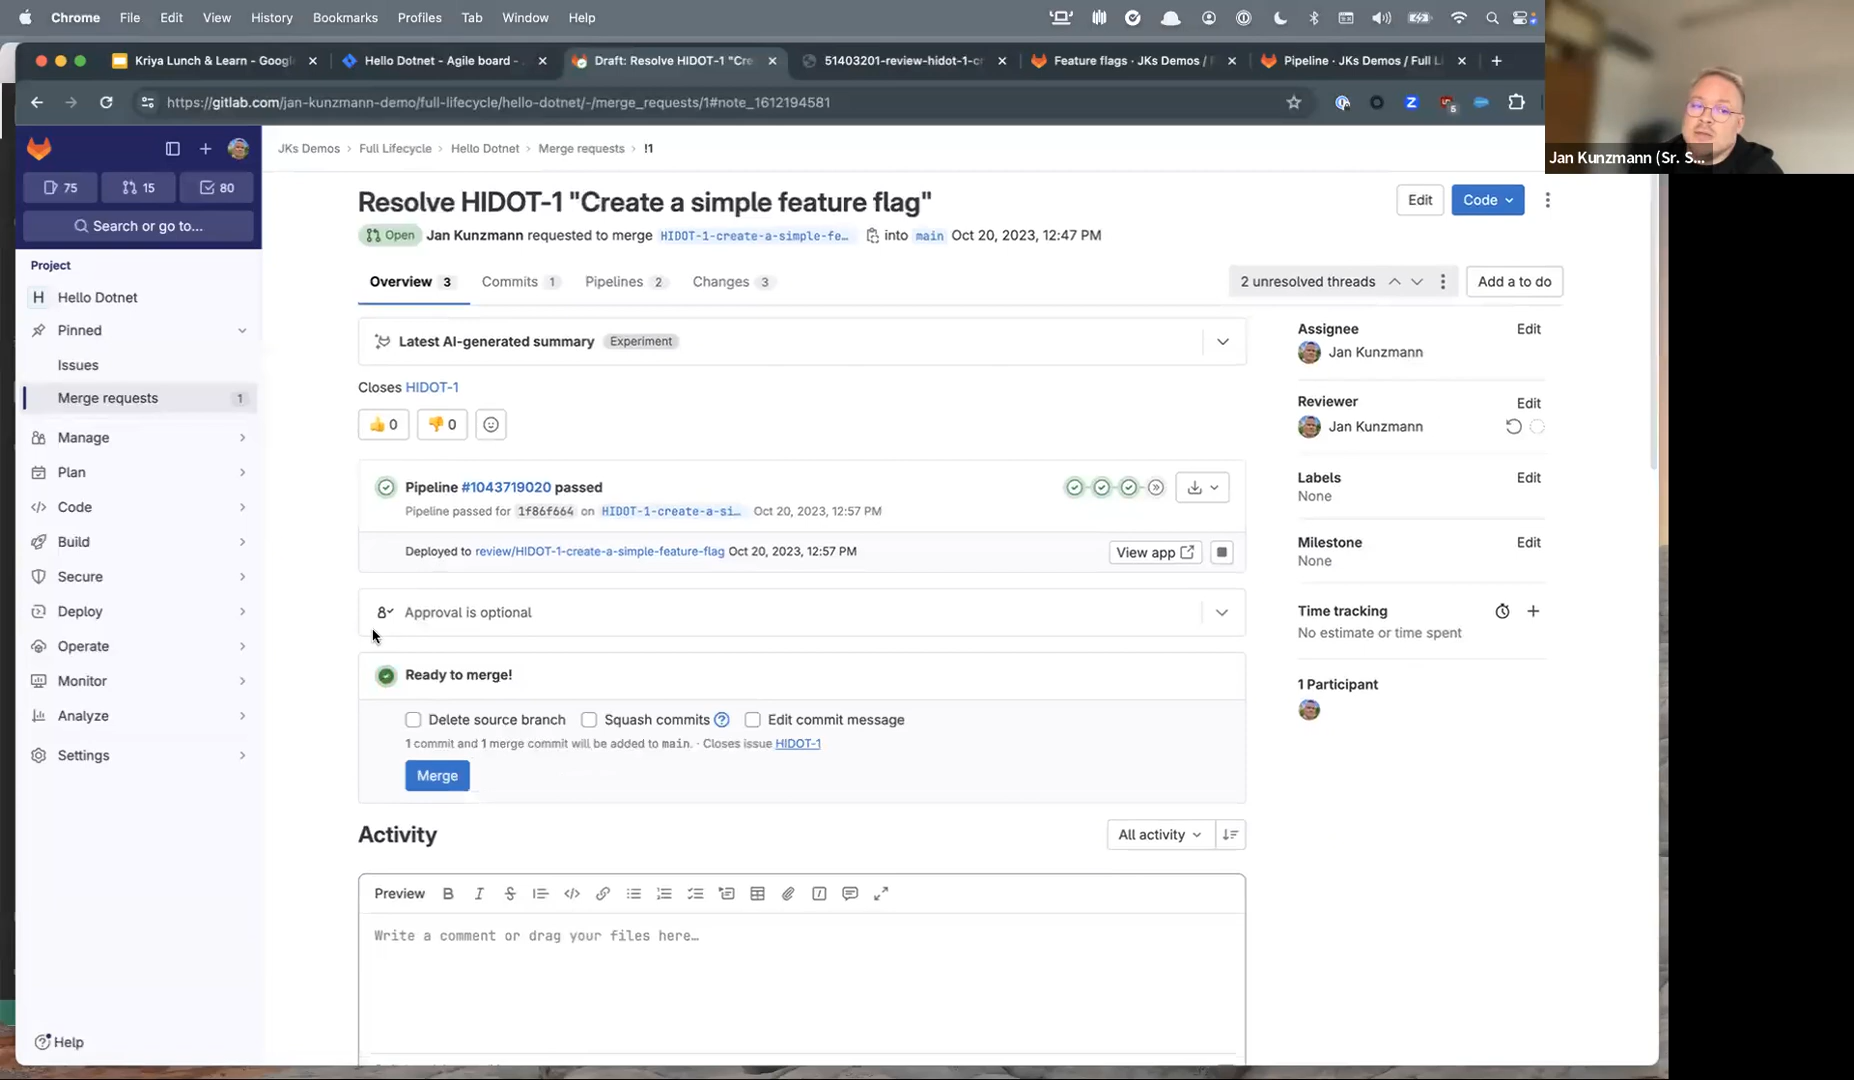 Chrome File Edit View History Bookmarks Profiles Tab Window Help
Kriya Lunch & Learn - Google
Hello Dotnet - Agile board -
Draft: Resolve HIDOT-1 "Cre
51403201-review-hidot-1-cr
Feature flags · JKs Demos / F
Pipeline · JKs Demos / Full Li
https://gitlab.com/jan-kunzmann-demo/full-lifecycle/hello-dotnet/-/merge_requests/1#note_1612194581
Z
5
Jan Kunzmann (Sr. S...
75 15 80
Search or go to...
Project
H Hello Dotnet
Pinned
Issues
Merge requests 1
Manage
Plan
Code
Build
Secure
Deploy
Operate
Monitor
Analyze
Settings
Help
JKs Demos Full Lifecycle Hello Dotnet Merge requests !1
Resolve HIDOT-1 "Create a simple feature flag"
Edit Code
Open Jan Kunzmann requested to merge HIDOT-1-create-a-simple-fe… into main Oct 20, 2023, 12:47 PM
Overview 3 Commits 1 Pipelines 2 Changes 3
2 unresolved threads
Add a to do
Latest AI-generated summary Experiment
Closes HIDOT-1
👍 0 👎 0
Pipeline #1043719020 passed
Pipeline passed for 1f86f664 on HIDOT-1-create-a-si… Oct 20, 2023, 12:57 PM
Deployed to review/HIDOT-1-create-a-simple-feature-flag Oct 20, 2023, 12:57 PM
View app
Approval is optional
Ready to merge!
Delete source branch Squash commits Edit commit message
1 commit and 1 merge commit will be added to main. · Closes issue HIDOT-1
Merge
Activity
All activity
Preview
Write a comment or drag your files here…
Assignee Edit
Jan Kunzmann
Reviewer Edit
Jan Kunzmann
Labels Edit
None
Milestone Edit
None
Time tracking
No estimate or time spent
1 Participant